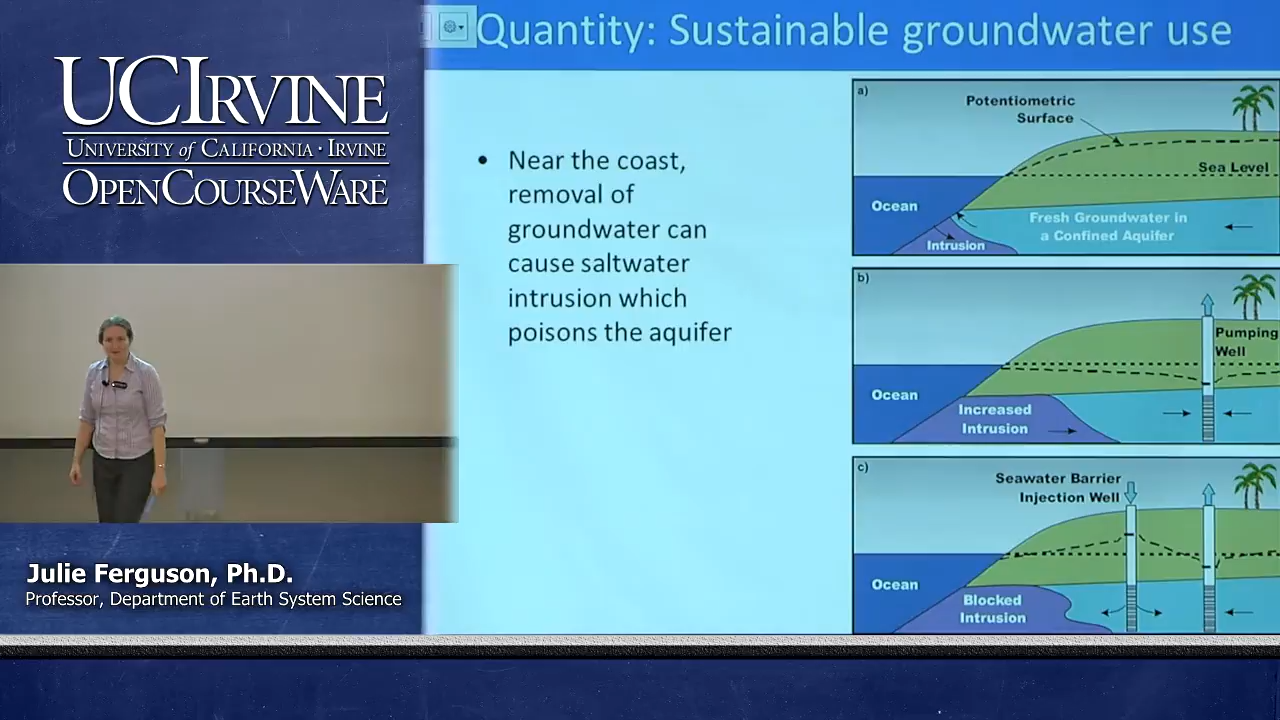 UCIRVINE
UNIVERSITY of CALIFORNIA · IRVINE
OPENCOURSEWARE
Julie Ferguson, Ph.D.
Professor, Department of Earth System Science
Quantity: Sustainable groundwater use
• Near the coast,
removal of
groundwater can
cause saltwater
intrusion which
poisons the aquifer
a)
Potentiometric
Surface
Sea Level
Ocean
Fresh Groundwater in
a Confined Aquifer
Intrusion
b)
Pumping
Well
Ocean
Increased
Intrusion
c)
Seawater Barrier
Injection Well
Ocean
Blocked
Intrusion